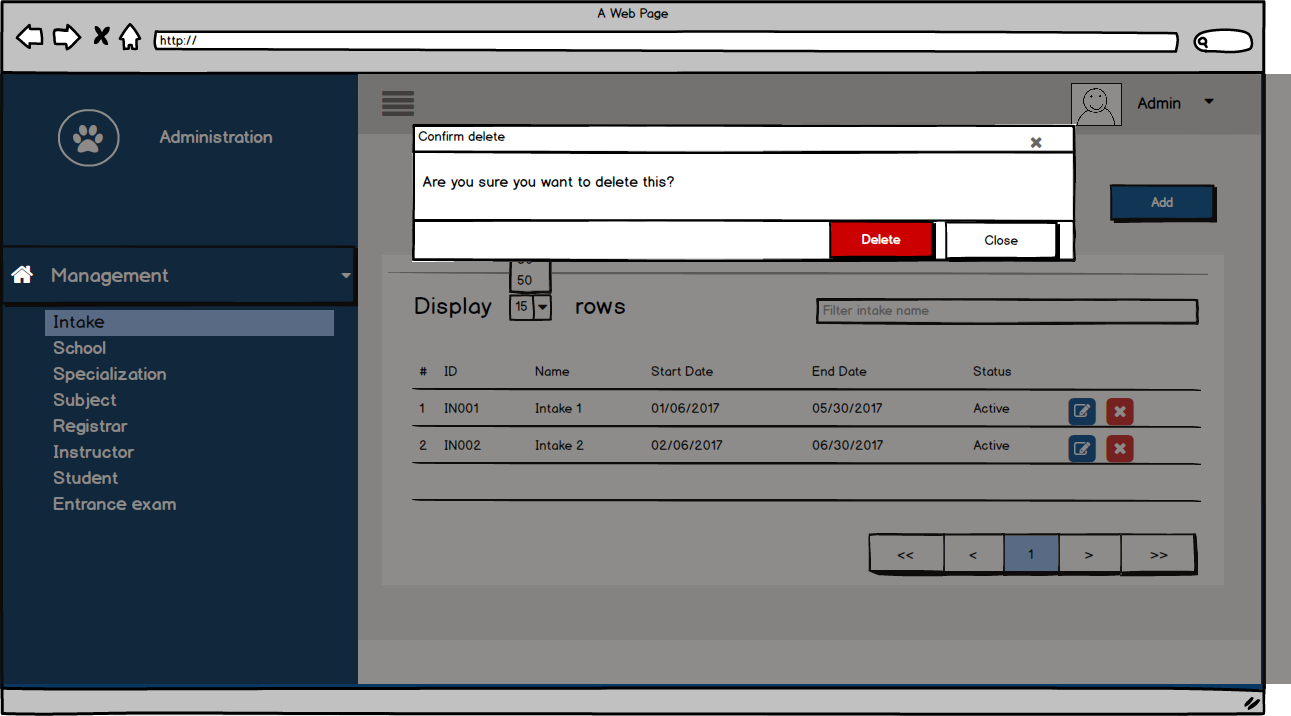 A Web Page
http://
Admin
Administration
Confirm delete
Are you sure you want to delete this?
Add
Delete Close
Management
50
Display 15 rows
Filter intake name
Intake
School
Specialization
Subject
Registrar
Instructor
Student
Entrance exam
# ID Name Start Date End Date Status
1 IN001 Intake 1 01/06/2017 05/30/2017 Active
2 IN002 Intake 2 02/06/2017 06/30/2017 Active
<< < 1 > >>